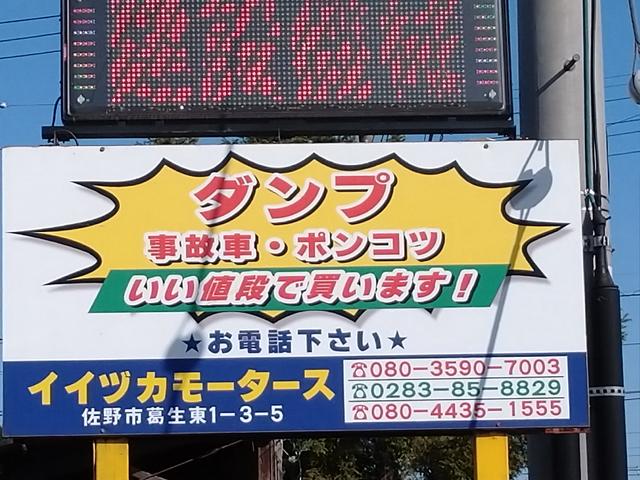 ダンプ
事故車・ポンコツ
いい値段で買います!
★お電話下さい★
イイヅカモータース
佐野市葛生東1-3-5
☎080-3590-7003
☎0283-85-8829
☎080-4435-1555